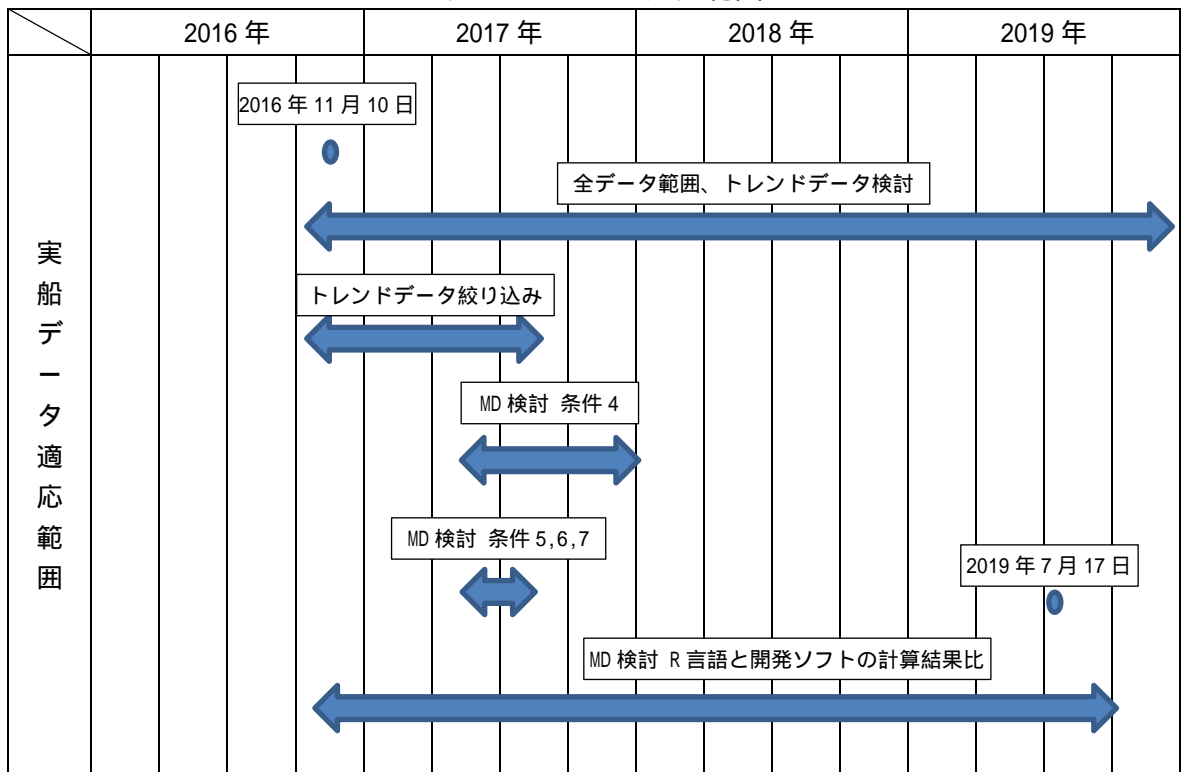 2016 年 2017 年 2018 年 2019 年
実船データ適応範囲
2016 年 11 月 10 日
全データ範囲、トレンドデータ検討
トレンドデータ絞り込み
MD 検討 条件 4
MD 検討 条件 5,6,7
2019 年 7 月 17 日
MD 検討 R 言語と開発ソフトの計算結果比